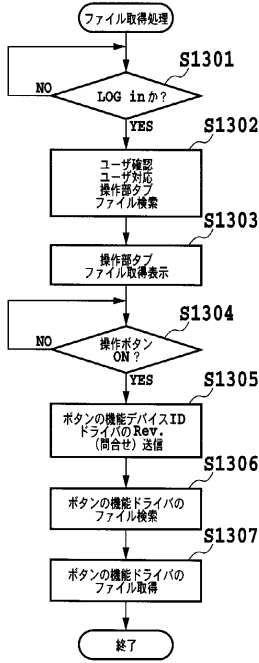 ファイル取得処理
S1301
LOG inか?
NO
YES
S1302
ユーザ確認
ユーザ対応
操作部タブ
ファイル検索
S1303
操作部タブ
ファイル取得表示
S1304
操作ボタン
ON?
NO
YES
S1305
ボタンの機能デバイスID
ドライバのRev.
(問合せ)送信
S1306
ボタンの機能ドライバの
ファイル検索
S1307
ボタンの機能ドライバの
ファイル取得
終了